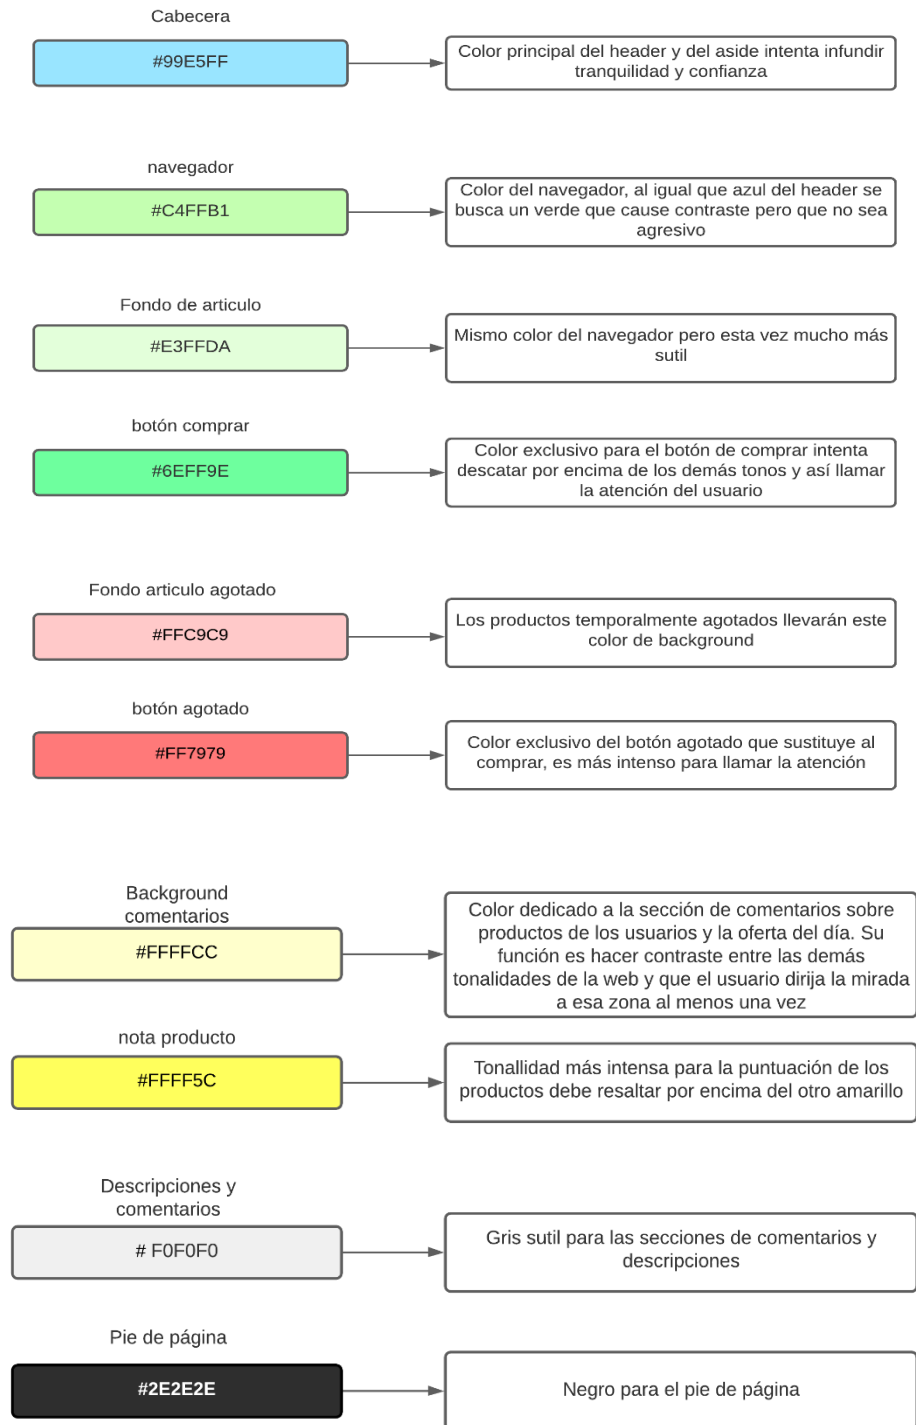 Cabecera
#99E5FF
Color principal del header y del aside intenta infundir
tranquilidad y confianza
navegador
#C4FFB1
Color del navegador, al igual que azul del header se
busca un verde que cause contraste pero que no sea
agresivo
Fondo de articulo
#E3FFDA
Mismo color del navegador pero esta vez mucho más
sutil
botón comprar
#6EFF9E
Color exclusivo para el botón de comprar intenta
descatar por encima de los demás tonos y así llamar
la atención del usuario
Fondo articulo agotado
#FFC9C9
Los productos temporalmente agotados llevarán este
color de background
botón agotado
#FF7979
Color exclusivo del botón agotado que sustituye al
comprar, es más intenso para llamar la atención
Background
comentarios
#FFFFCC
Color dedicado a la sección de comentarios sobre
productos de los usuarios y la oferta del día. Su
función es hacer contraste entre las demás
tonalidades de la web y que el usuario dirija la mirada
a esa zona al menos una vez
nota producto
#FFFF5C
Tonallidad más intensa para la puntuación de los
productos debe resaltar por encima del otro amarillo
Descripciones y
comentarios
# F0F0F0
Gris sutil para las secciones de comentarios y
descripciones
Pie de página
#2E2E2E
Negro para el pie de página